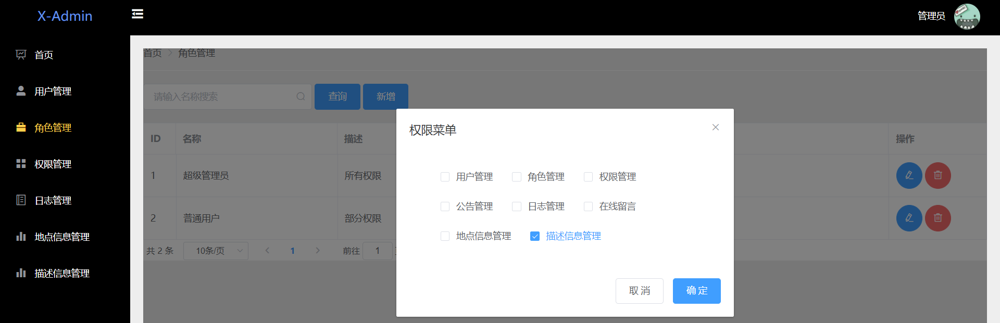 X-Admin
管理员
首页
用户管理
角色管理
权限管理
日志管理
地点信息管理
描述信息管理
首页 角色管理
请输入名称搜索 查询 新增
ID 名称 描述 操作
1 超级管理员 所有权限
2 普通用户 部分权限
共 2 条 10条/页 1 前往 1
权限菜单
用户管理 角色管理 权限管理
公告管理 日志管理 在线留言
地点信息管理 描述信息管理
取 消 确 定